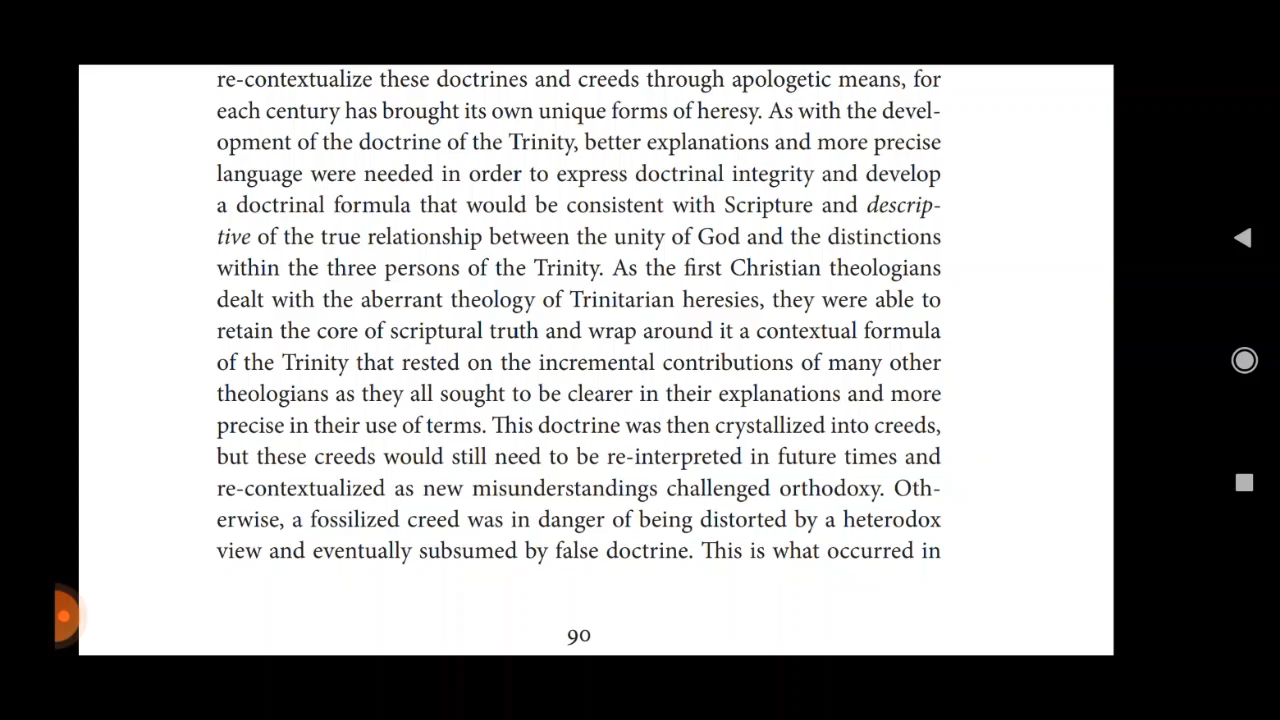 re-contextualize these doctrines and creeds through apologetic means, for
each century has brought its own unique forms of heresy. As with the devel-
opment of the doctrine of the Trinity, better explanations and more precise
language were needed in order to express doctrinal integrity and develop
a doctrinal formula that would be consistent with Scripture and descrip-
tive of the true relationship between the unity of God and the distinctions
within the three persons of the Trinity. As the first Christian theologians
dealt with the aberrant theology of Trinitarian heresies, they were able to
retain the core of scriptural truth and wrap around it a contextual formula
of the Trinity that rested on the incremental contributions of many other
theologians as they all sought to be clearer in their explanations and more
precise in their use of terms. This doctrine was then crystallized into creeds,
but these creeds would still need to be re-interpreted in future times and
re-contextualized as new misunderstandings challenged orthodoxy. Oth-
erwise, a fossilized creed was in danger of being distorted by a heterodox
view and eventually subsumed by false doctrine. This is what occurred in
90